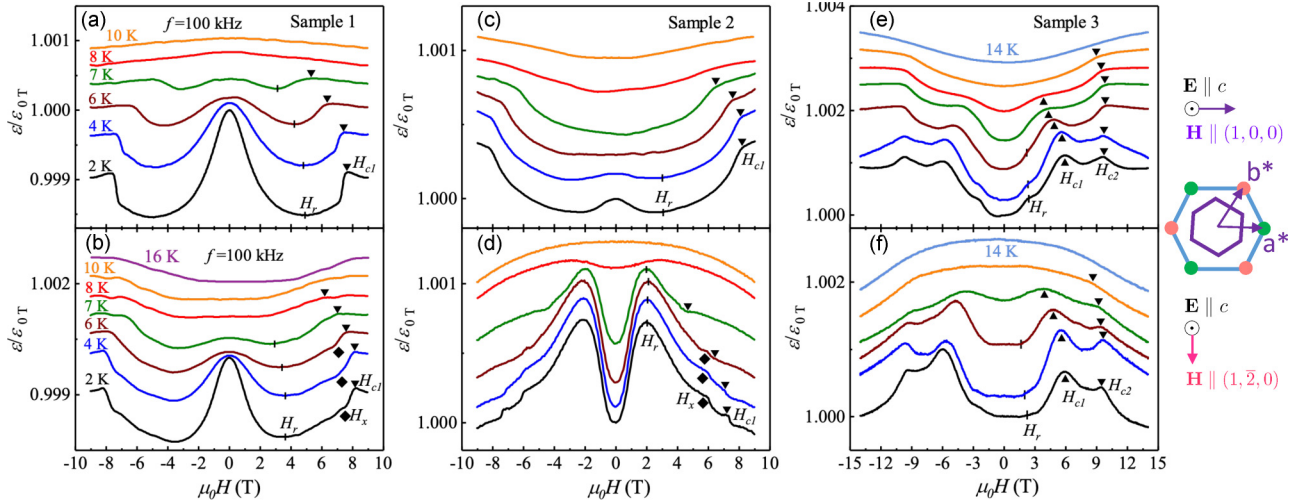 (a)
f=100 kHz
Sample 1
10 K
8 K
7 K
6 K
4 K
2 K
H_r
H_c1
1.001
1.000
0.999
ε/ε_0 T
(c)
Sample 2
H_r
H_c1
1.001
1.000
ε/ε_0 T
(e)
Sample 3
14 K
H_r
H_c1
H_c2
1.004
1.002
1.000
ε/ε_0 T
(b)
f=100 kHz
16 K
10 K
8 K
7 K
6 K
4 K
2 K
H_r
H_c1
H_x
1.002
0.999
ε/ε_0 T
-10 -8 -6 -4 -2 0 2 4 6 8 10
μ₀H (T)
(d)
H_r
H_x
H_c1
1.001
1.000
ε/ε_0 T
-10 -8 -6 -4 -2 0 2 4 6 8 10
μ₀H (T)
(f)
14 K
H_r
H_c1
H_c2
1.002
1.000
ε/ε_0 T
-15 -12 -9 -6 -3 0 3 6 9 12 15
μ₀H (T)
E ∥ c
H ∥ (1, 0, 0)
b*
a*
E ∥ c
H ∥ (1, 2̄, 0)